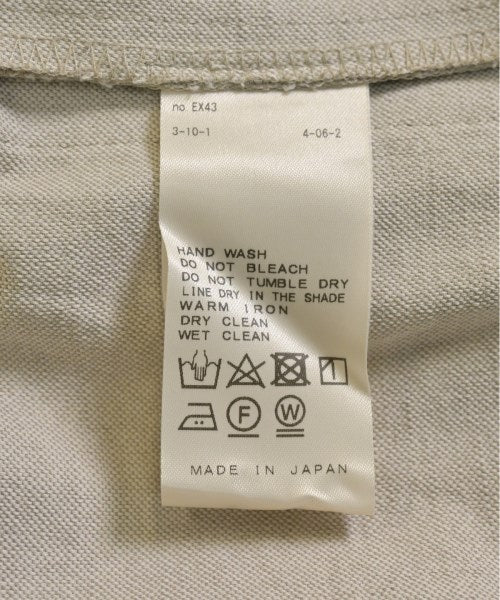 no EX43
3-10-1 4-06-2
HAND WASH
DO NOT BLEACH
DO NOT TUMBLE DRY
LINE DRY IN THE SHADE
WARM IRON
DRY CLEAN
WET CLEAN
F W
MADE IN JAPAN